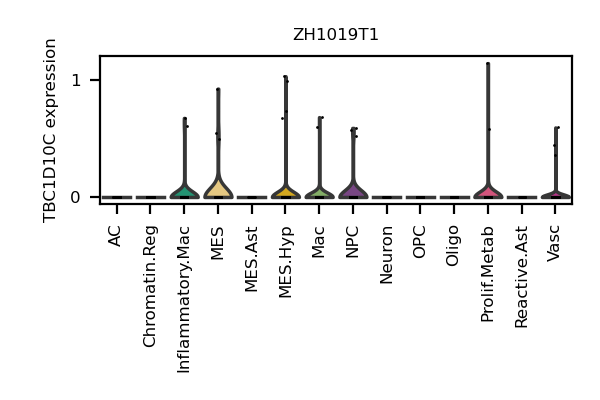 ZH1019T1
TBC1D10C expression
1
0
AC
Chromatin.Reg
Inflammatory.Mac
MES
MES.Ast
MES.Hyp
Mac
NPC
Neuron
OPC
Oligo
Prolif.Metab
Reactive.Ast
Vasc